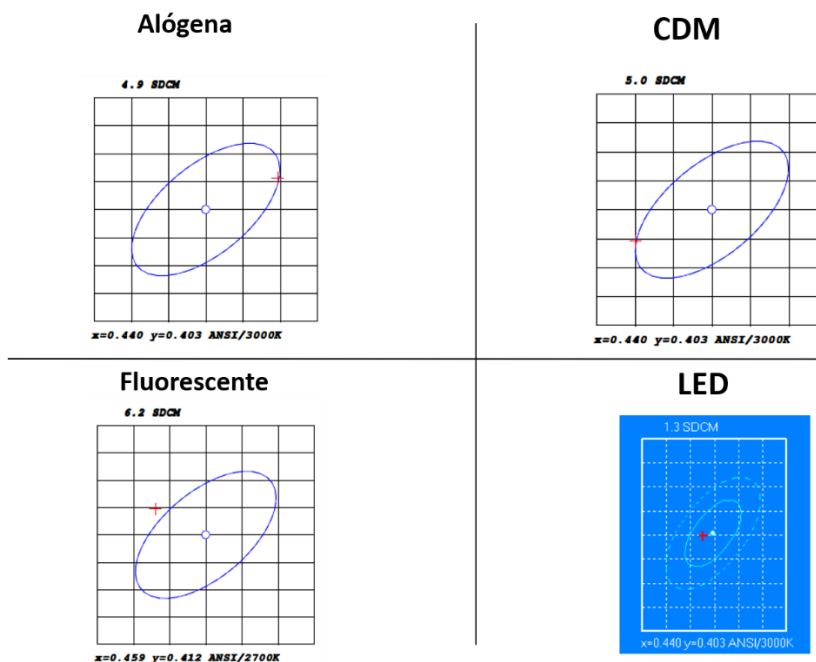 Alógena
4.9 SDCM
x=0.440 y=0.403 ANSI/3000K
CDM
5.0 SDCM
x=0.440 y=0.403 ANSI/3000K
Fluorescente
6.2 SDCM
x=0.459 y=0.412 ANSI/2700K
LED
1.3 SDCM
x=0.440 y=0.403 ANSI/3000K